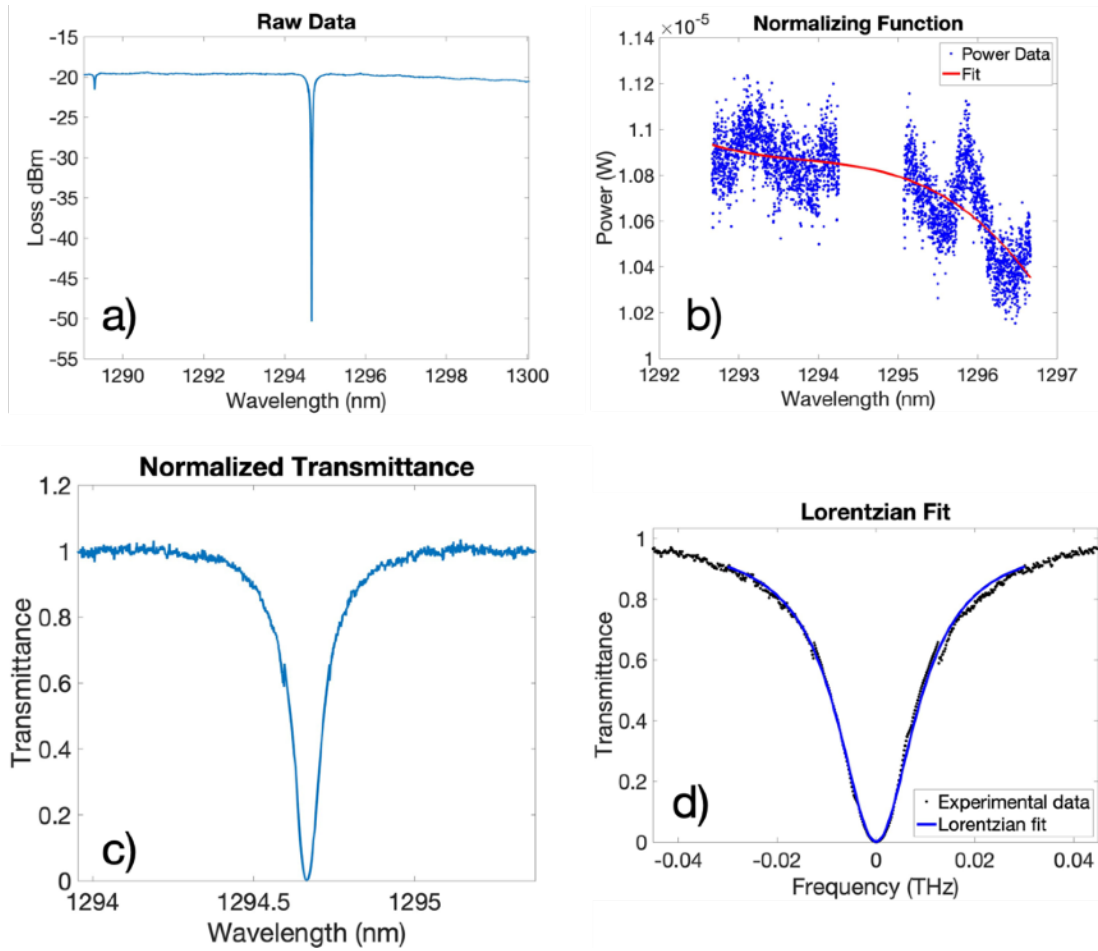 Raw Data
-15
-20
-25
-30
-35
-40
-45
-50
-55
Loss dBm
a)
1290 1292 1294 1296 1298 1300
Wavelength (nm)
Normalizing Function
×10⁻⁵
1.14
1.12
1.1
1.08
1.06
1.04
1.02
1
Power (W)
Power Data
Fit
b)
1292 1293 1294 1295 1296 1297
Wavelength (nm)
Normalized Transmittance
1.2
1
0.8
0.6
0.4
0.2
0
Transmittance
c)
1294 1294.5 1295
Wavelength (nm)
Lorentzian Fit
1
0.8
0.6
0.4
0.2
0
Transmittance
d)
Experimental data
Lorentzian fit
-0.04 -0.02 0 0.02 0.04
Frequency (THz)